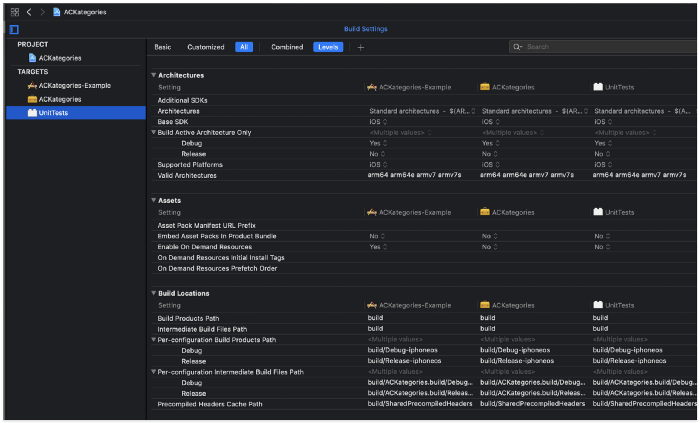 ACKategories
Build Settings
PROJECT
ACKategories
TARGETS
ACKategories-Example
ACKategories
UnitTests
Basic Customized All Combined Levels + Search
Architectures
Setting ACKategories-Example ACKategories UnitTests
Additional SDKs
Architectures Standard architectures - $(AR... Standard architectures - $(AR... Standard architectures - $(AR...
Base SDK iOS iOS iOS
Build Active Architecture Only <Multiple values> <Multiple values> <Multiple values>
Debug Yes Yes Yes
Release No No No
Supported Platforms iOS iOS iOS
Valid Architectures arm64 arm64e armv7 armv7s arm64 arm64e armv7 armv7s arm64 arm64e armv7 armv7s
Assets
Setting ACKategories-Example ACKategories UnitTests
Asset Pack Manifest URL Prefix
Embed Asset Packs In Product Bundle No No No
Enable On Demand Resources Yes No No
On Demand Resources Initial Install Tags
On Demand Resources Prefetch Order
Build Locations
Setting ACKategories-Example ACKategories UnitTests
Build Products Path build build build
Intermediate Build Files Path build build build
Per-configuration Build Products Path <Multiple values> <Multiple values> <Multiple values>
Debug build/Debug-iphoneos build/Debug-iphoneos build/Debug-iphoneos
Release build/Release-iphoneos build/Release-iphoneos build/Release-iphoneos
Per-configuration Intermediate Build Files Path <Multiple values> <Multiple values> <Multiple values>
Debug build/ACKategories.build/Debug... build/ACKategories.build/Debug... build/ACKategories.build/Debug...
Release build/ACKategories.build/Releas... build/ACKategories.build/Releas... build/ACKategories.build/Releas...
Precompiled Headers Cache Path build/SharedPrecompiledHeaders build/SharedPrecompiledHeaders build/SharedPrecompiledHeaders